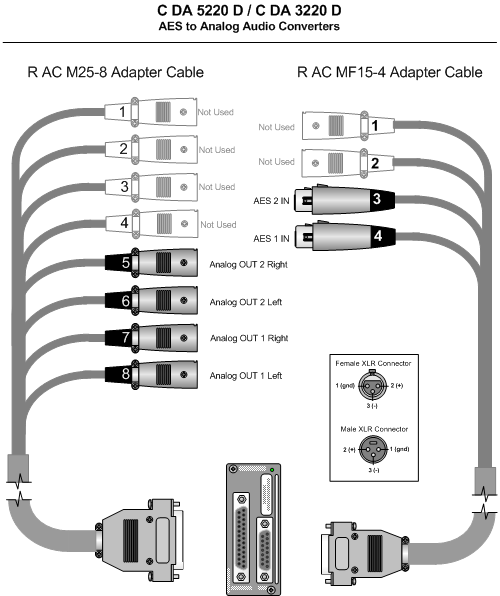 C DA 5220 D / C DA 3220 D
AES to Analog Audio Converters
R AC M25-8 Adapter Cable
R AC MF15-4 Adapter Cable
1
Not Used
2
Not Used
3
Not Used
4
Not Used
5
Analog OUT 2 Right
6
Analog OUT 2 Left
7
Analog OUT 1 Right
8
Analog OUT 1 Left
Not Used
1
Not Used
2
AES 2 IN
3
AES 1 IN
4
Female XLR Connector
1 (gnd)
2 (+)
3 (-)
Male XLR Connector
2 (+)
1 (gnd)
3 (-)